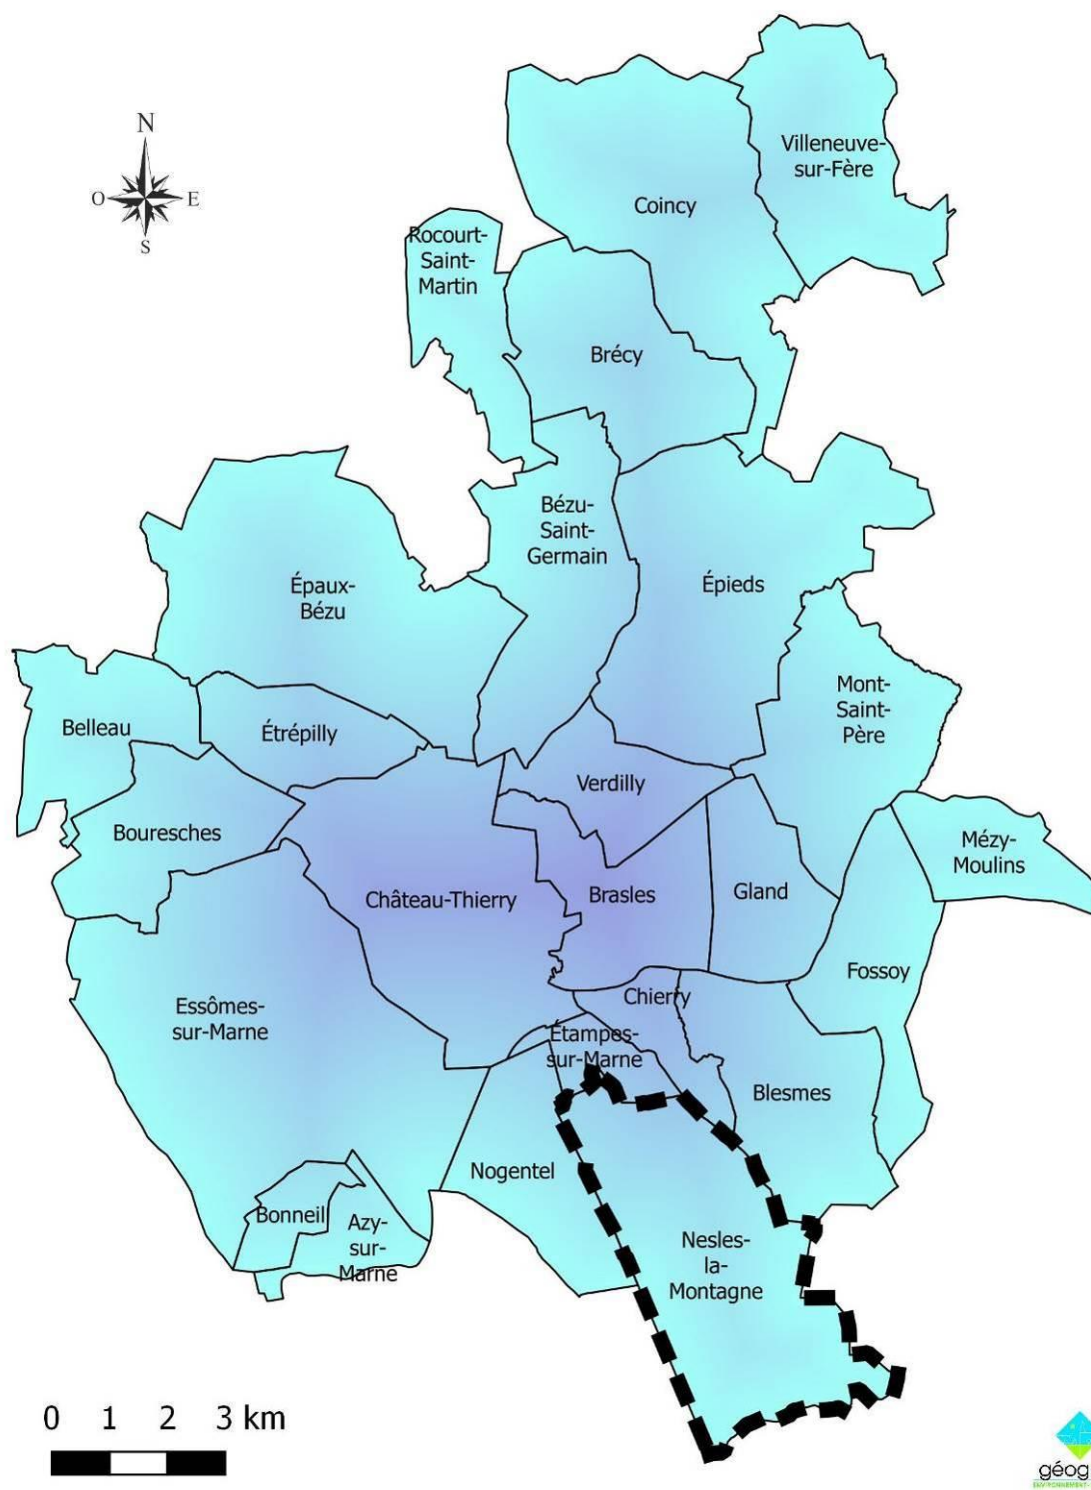 N
O
E
S
Villeneuve-
sur-Fère
Coincy
Rocourt-
Saint-
Martin
Brécy
Bézu-
Saint-
Germain
Épaux-
Bézu
Épieds
Mont-
Saint-
Père
Belleau
Étrépilly
Verdilly
Bouresches
Mézy-
Moulins
Château-Thierry
Brasles
Gland
Fossoy
Essômes-
sur-Marne
Chierry
Étampes-
sur-Marne
Blesmes
Nogentel
Bonneil
Azy-
sur-
Marne
Nesles-
la-
Montagne
0 1 2 3 km
géog